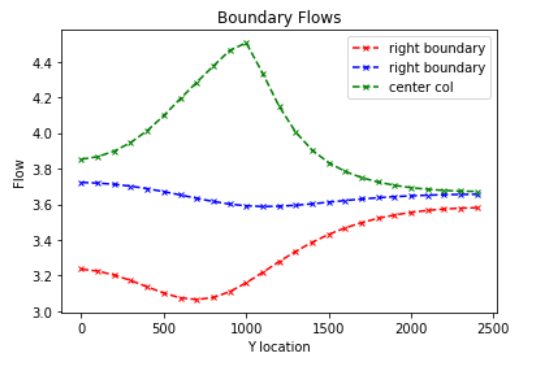 Boundary Flows
right boundary
right boundary
center col
4.4
4.2
4.0
3.8
3.6
3.4
3.2
3.0
Flow
0 500 1000 1500 2000 2500
Y location